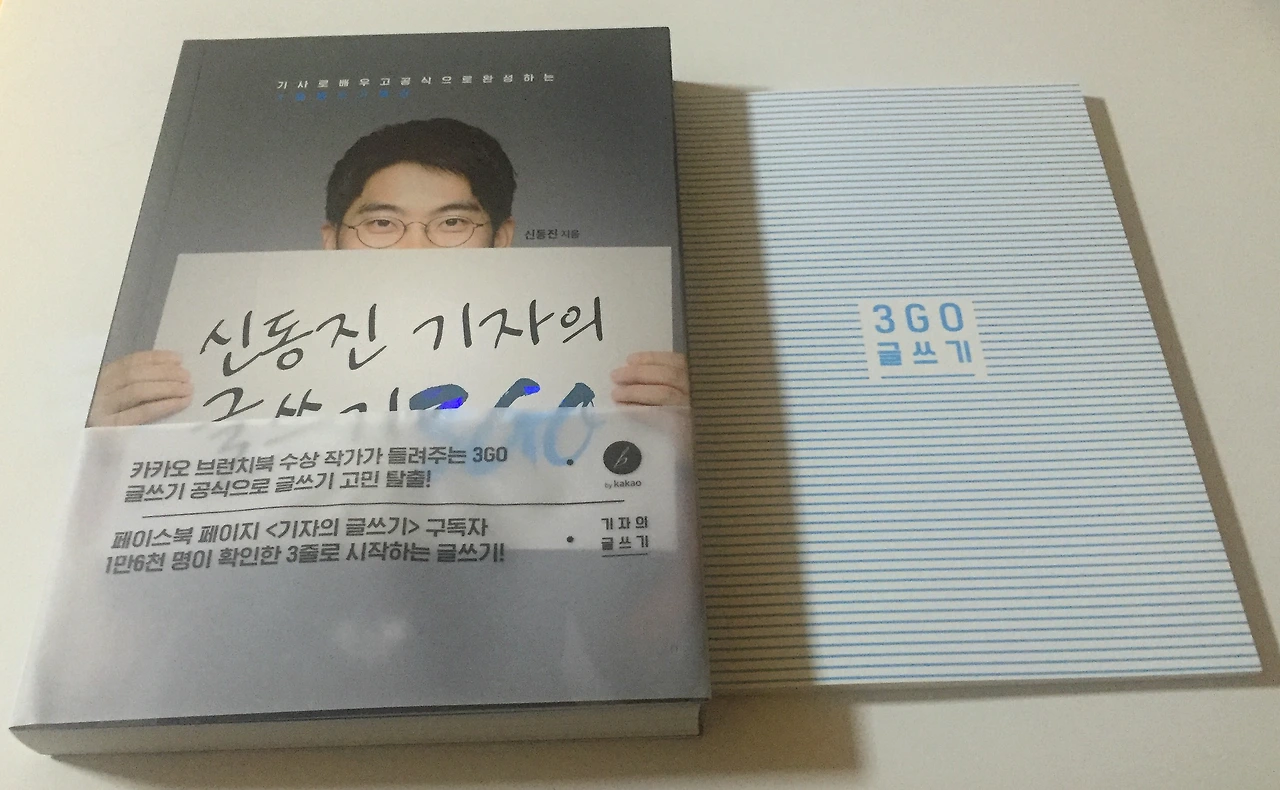 기사로배우고공식으로완성하는
신동진 지음
신동진 기자의
글쓰기 3GO
카카오 브런치북 수상 작가가 들려주는 3GO
글쓰기 공식으로 글쓰기 고민 탈출!
b
by kakao
페이스북 페이지 <기자의 글쓰기> 구독자
1만6천 명이 확인한 3줄로 시작하는 글쓰기!
기자의
글쓰기
3GO
글쓰기